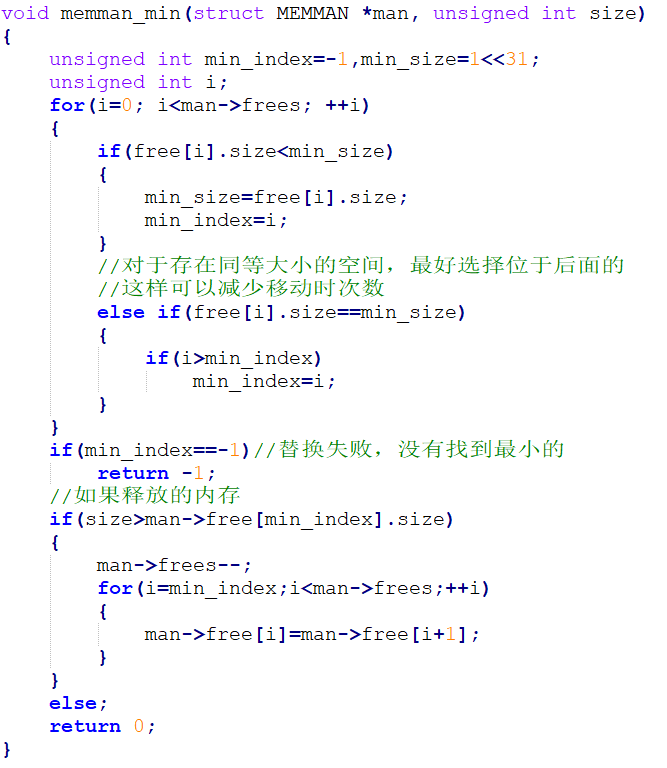 void memman_min(struct MEMMAN *man, unsigned int size)
{
    unsigned int min_index=-1,min_size=1<<31;
    unsigned int i;
    for(i=0; i<man->frees; ++i)
    {
        if(free[i].size<min_size)
        {
            min_size=free[i].size;
            min_index=i;
        }
        //对于存在同等大小的空间，最好选择位于后面的
        //这样可以减少移动时次数
        else if(free[i].size==min_size)
        {
            if(i>min_index)
                min_index=i;
        }
    }
    if(min_index==-1)//替换失败，没有找到最小的
        return -1;
    //如果释放的内存
    if(size>man->free[min_index].size)
    {
        man->frees--;
        for(i=min_index;i<man->frees;++i)
        {
            man->free[i]=man->free[i+1];
        }
    }
    else;
    return 0;
}